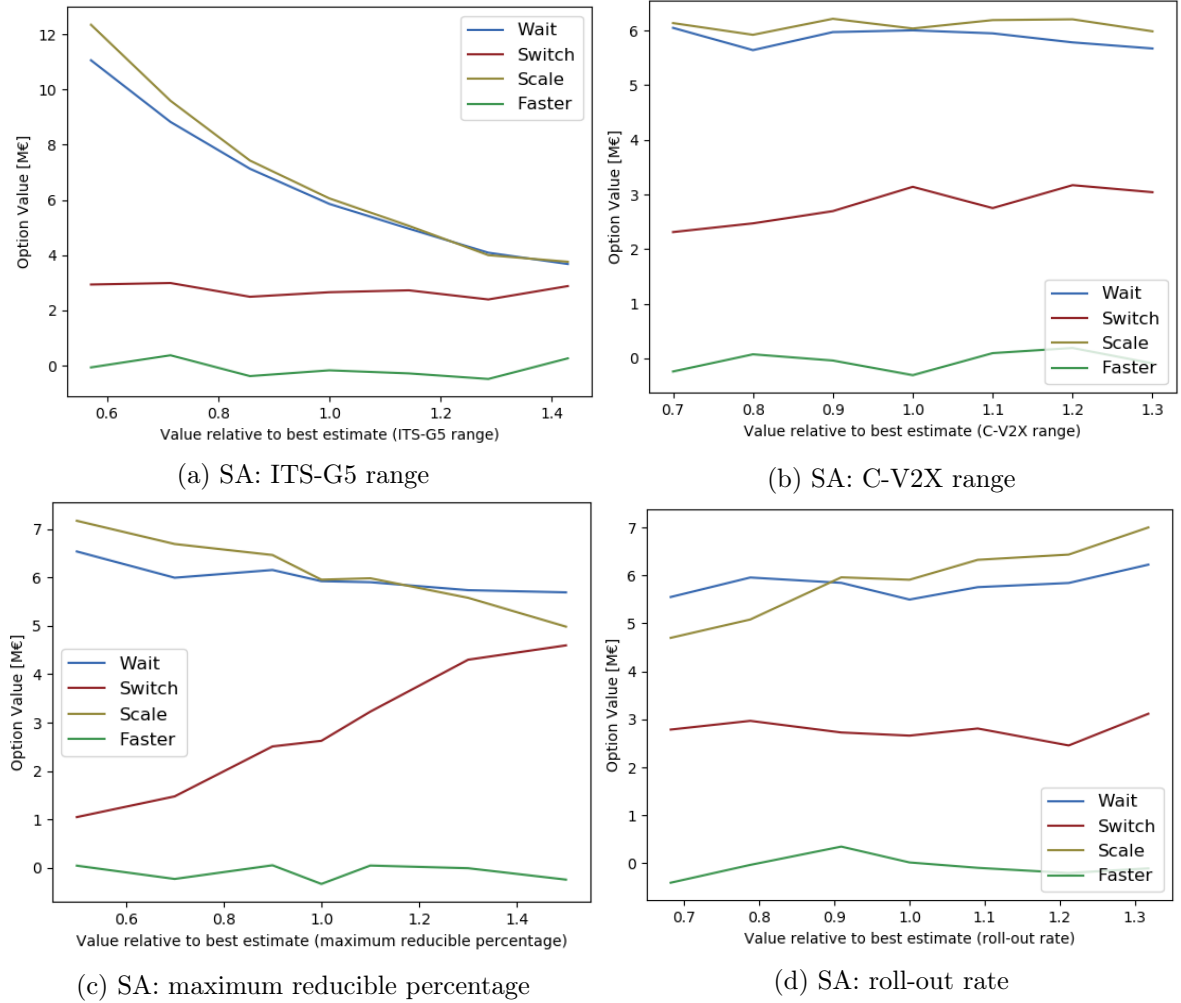 12
10
8
6
4
2
0
Option Value [M€]
Wait
Switch
Scale
Faster
0.6
0.8
1.0
1.2
1.4
Value relative to best estimate (ITS-G5 range)
(a) SA: ITS-G5 range
6
5
4
3
2
1
0
Option Value [M€]
Wait
Switch
Scale
Faster
0.7
0.8
0.9
1.0
1.1
1.2
1.3
Value relative to best estimate (C-V2X range)
(b) SA: C-V2X range
7
6
5
4
3
2
1
0
Option Value [M€]
Wait
Switch
Scale
Faster
0.6
0.8
1.0
1.2
1.4
Value relative to best estimate (maximum reducible percentage)
(c) SA: maximum reducible percentage
7
6
5
4
3
2
1
0
Option Value [M€]
Wait
Switch
Scale
Faster
0.7
0.8
0.9
1.0
1.1
1.2
1.3
Value relative to best estimate (roll-out rate)
(d) SA: roll-out rate